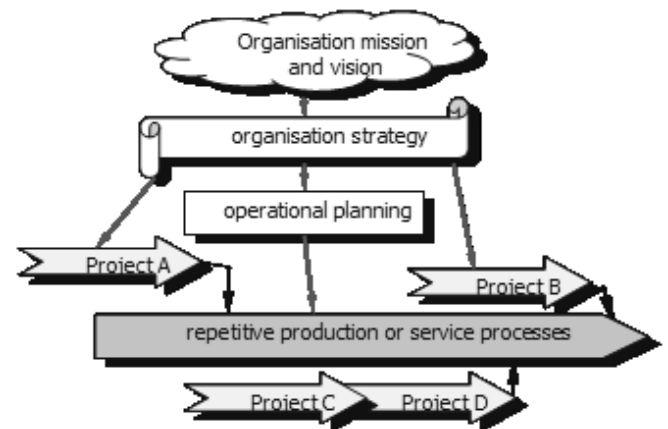 Organisation mission
and vision
organisation strategy
operational planning
Project A
Project B
repetitive production or service processes
Project C
Project D